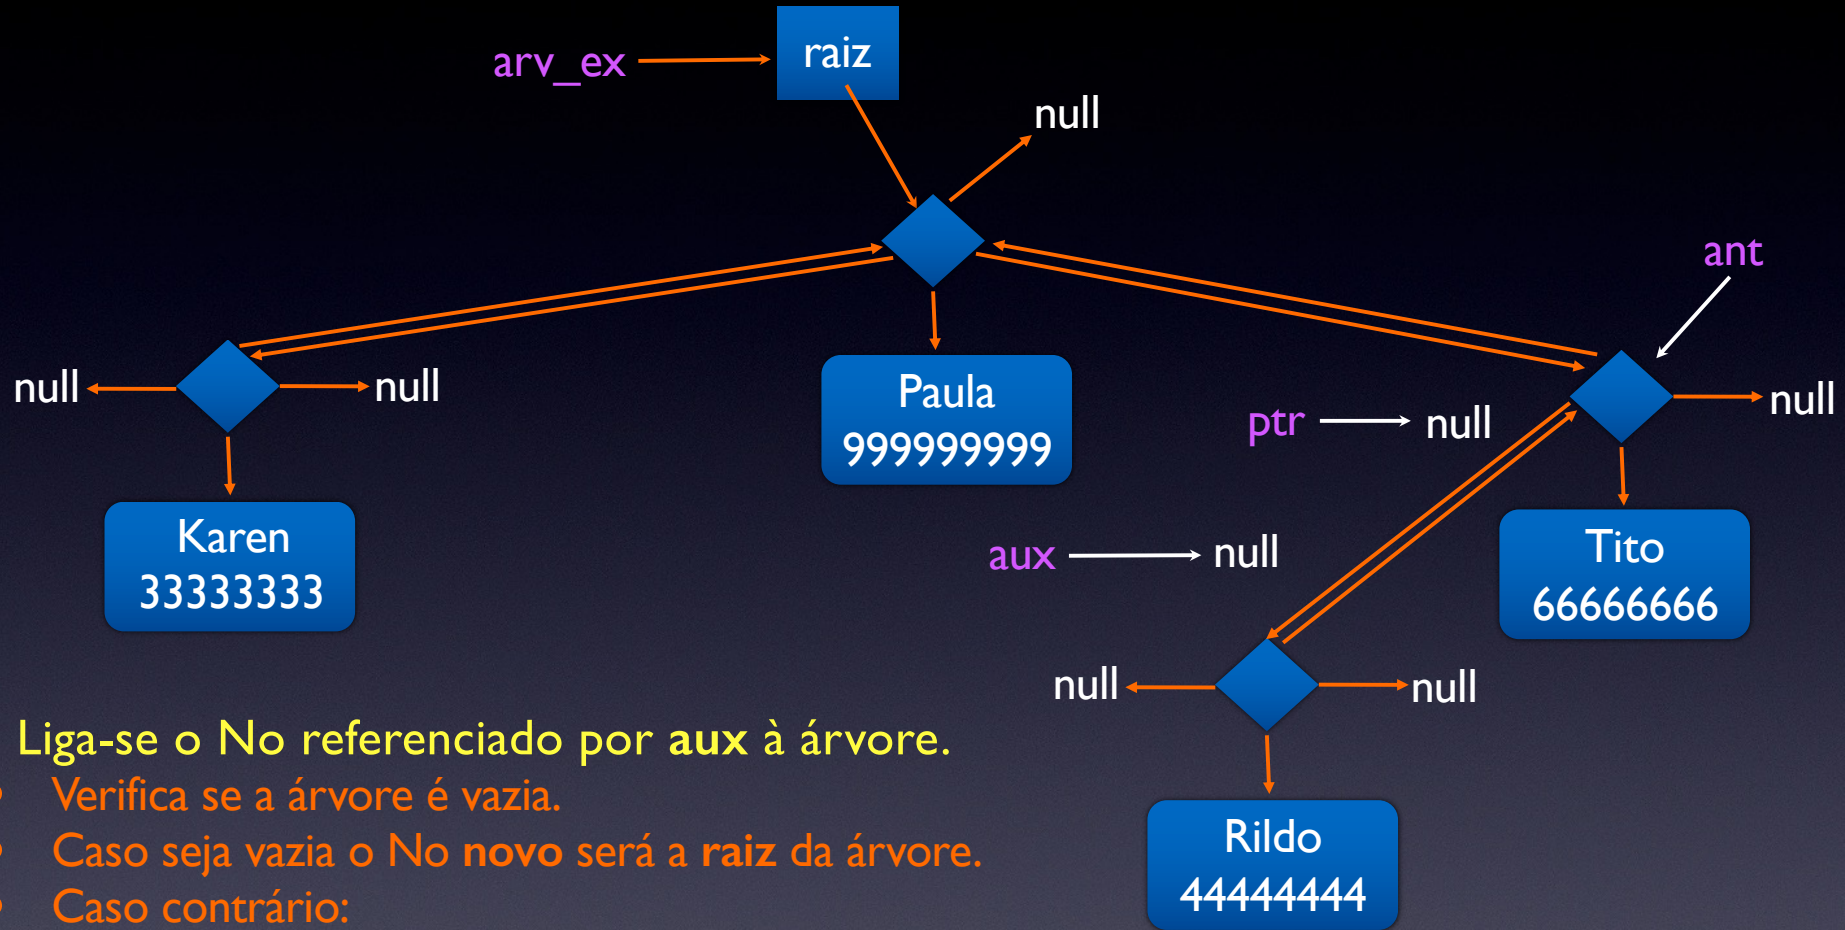 arv_ex
raiz
null
ant
null
null
Paula
999999999
ptr
null
null
Karen
33333333
aux
null
Tito
66666666
null
null
Liga-se o No referenciado por aux à árvore.
Verifica se a árvore é vazia.
Caso seja vazia o No novo será a raiz da árvore.
Caso contrário:
Rildo
44444444